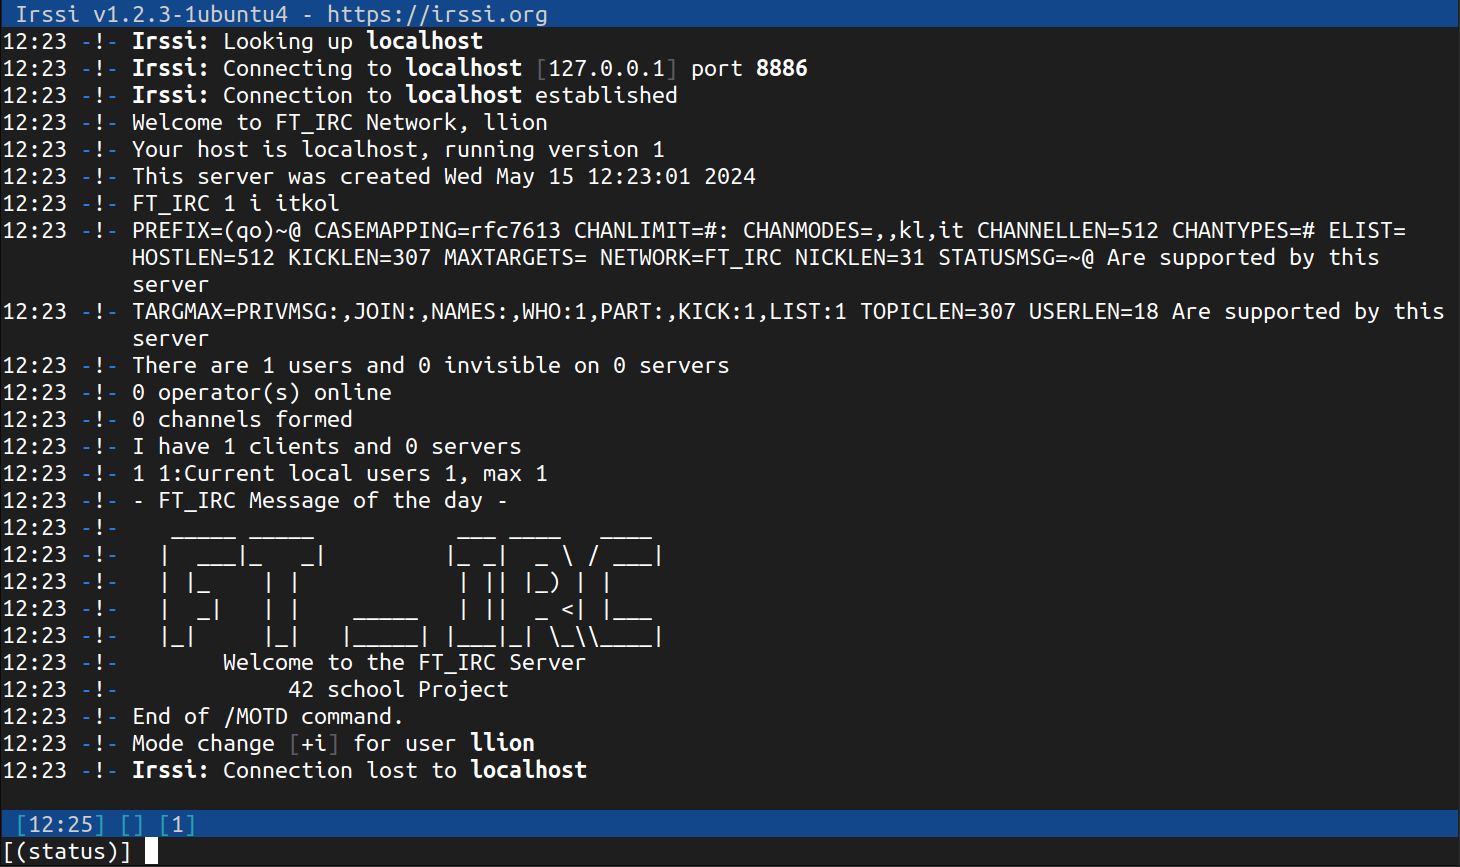 Irssi v1.2.3-1ubuntu4 - https://irssi.org
12:23 -!- Irssi: Looking up localhost
12:23 -!- Irssi: Connecting to localhost [127.0.0.1] port 8886
12:23 -!- Irssi: Connection to localhost established
12:23 -!- Welcome to FT_IRC Network, llion
12:23 -!- Your host is localhost, running version 1
12:23 -!- This server was created Wed May 15 12:23:01 2024
12:23 -!- FT_IRC 1 i itkol
12:23 -!- PREFIX=(qo)~@ CASEMAPPING=rfc7613 CHANLIMIT=#: CHANMODES=,,kl,it CHANNELLEN=512 CHANTYPES=# ELIST=
          HOSTLEN=512 KICKLEN=307 MAXTARGETS= NETWORK=FT_IRC NICKLEN=31 STATUSMSG=~@ Are supported by this
          server
12:23 -!- TARGMAX=PRIVMSG:,JOIN:,NAMES:,WHO:1,PART:,KICK:1,LIST:1 TOPICLEN=307 USERLEN=18 Are supported by this
          server
12:23 -!- There are 1 users and 0 invisible on 0 servers
12:23 -!- 0 operator(s) online
12:23 -!- 0 channels formed
12:23 -!- I have 1 clients and 0 servers
12:23 -!- 1 1:Current local users 1, max 1
12:23 -!- - FT_IRC Message of the day -
12:23 -!-    _____ _____           ___ ____   ____
12:23 -!-   |  ___|_   _|         |_ _|  _ \ / ___|
12:23 -!-   | |_    | |            | || |_) | |
12:23 -!-   |  _|   | |    _____   | ||  _ <| |___
12:23 -!-   |_|     |_|   |_____| |___|_| \_\\____|
12:23 -!-        Welcome to the FT_IRC Server
12:23 -!-             42 school Project
12:23 -!- End of /MOTD command.
12:23 -!- Mode change [+i] for user llion
12:23 -!- Irssi: Connection lost to localhost
[12:25] [] [1]
[(status)]